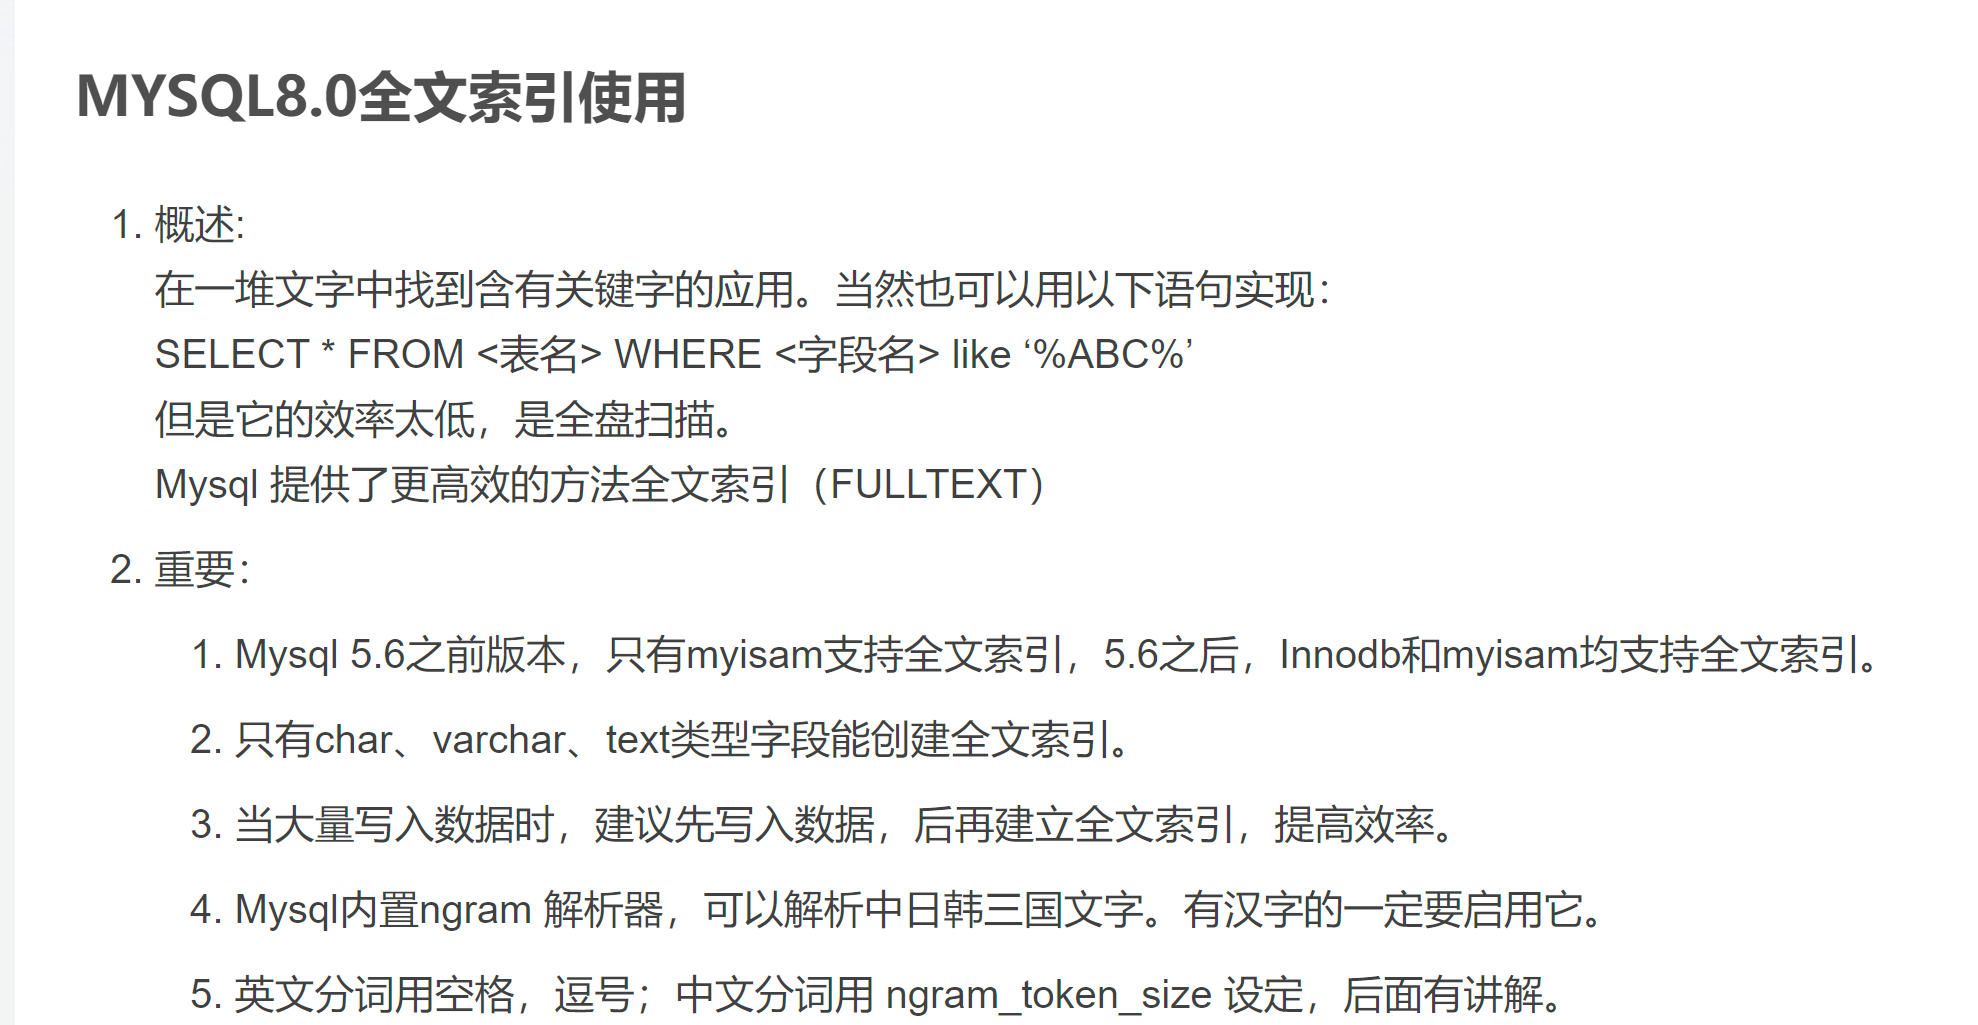 MYSQL8.0全文索引使用
1. 概述:
在一堆文字中找到含有关键字的应用。当然也可以用以下语句实现：
SELECT * FROM <表名> WHERE <字段名> like ‘%ABC%’
但是它的效率太低，是全盘扫描。
Mysql 提供了更高效的方法全文索引（FULLTEXT）
2. 重要：
1. Mysql 5.6之前版本，只有myisam支持全文索引，5.6之后，Innodb和myisam均支持全文索引。
2. 只有char、varchar、text类型字段能创建全文索引。
3. 当大量写入数据时，建议先写入数据，后再建立全文索引，提高效率。
4. Mysql内置ngram 解析器，可以解析中日韩三国文字。有汉字的一定要启用它。
5. 英文分词用空格，逗号；中文分词用 ngram_token_size 设定，后面有讲解。